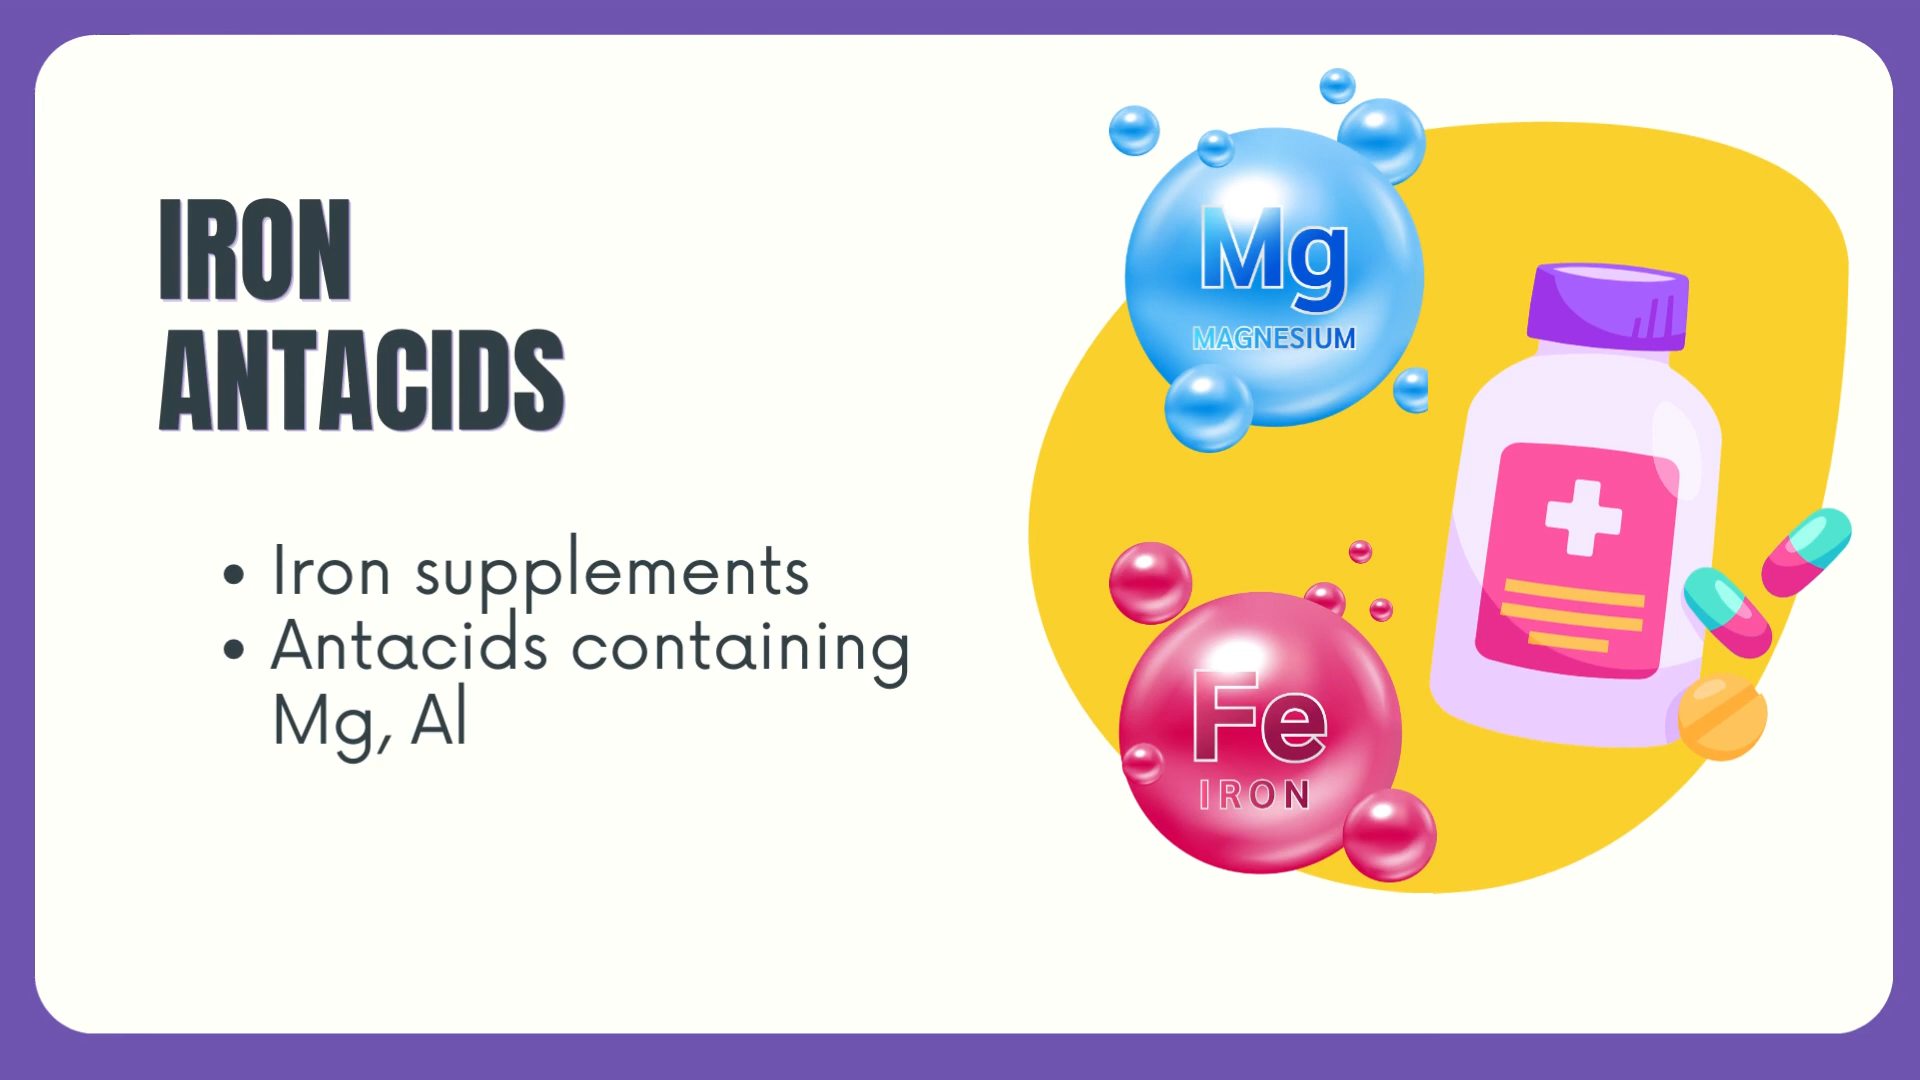 IRON
ANTACIDS
• Iron supplements
• Antacids containing
Mg, Al
Mg
MAGNESIUM
Fe
IRON